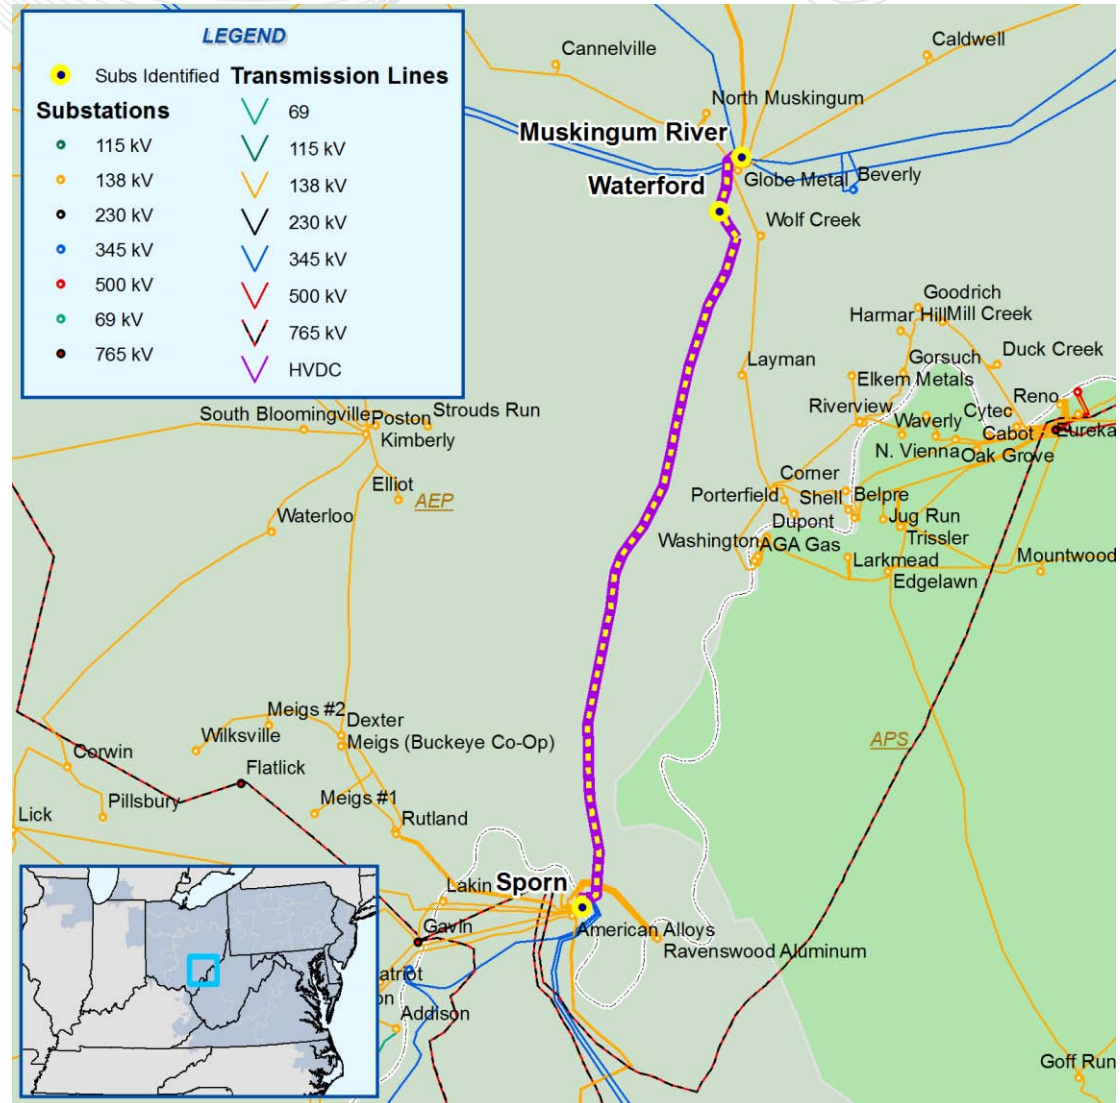 LEGEND
Subs Identified
Substations
115 kV
138 kV
230 kV
345 kV
500 kV
69 kV
765 kV
Transmission Lines
69
115 kV
138 kV
230 kV
345 kV
500 kV
765 kV
HVDC
Cannelville
Caldwell
North Muskingum
Muskingum River
Globe Metal
Beverly
Waterford
Wolf Creek
Goodrich
Harmar Hill
Mill Creek
Layman
Gorsuch
Duck Creek
Elkem Metals
Reno
Riverview
Waverly
Cytec
Cabot
Eureka
N. Vienna
Oak Grove
South Bloomingville
Poston
Strouds Run
Kimberly
Elliot
AEP
Waterloo
Corner
Porterfield
Shell
Belpre
Dupont
Jug Run
Trissler
Washington
AGA Gas
Larkmead
Mountwood
Edgelawn
Meigs #2
Dexter
Wilksville
Meigs (Buckeye Co-Op)
APS
Corwin
Flatlick
Pillsbury
Meigs #1
Lick
Rutland
Lakin
Sporn
Gavin
American Alloys
Ravenswood Aluminum
atriot
on
Addison
Goff Run